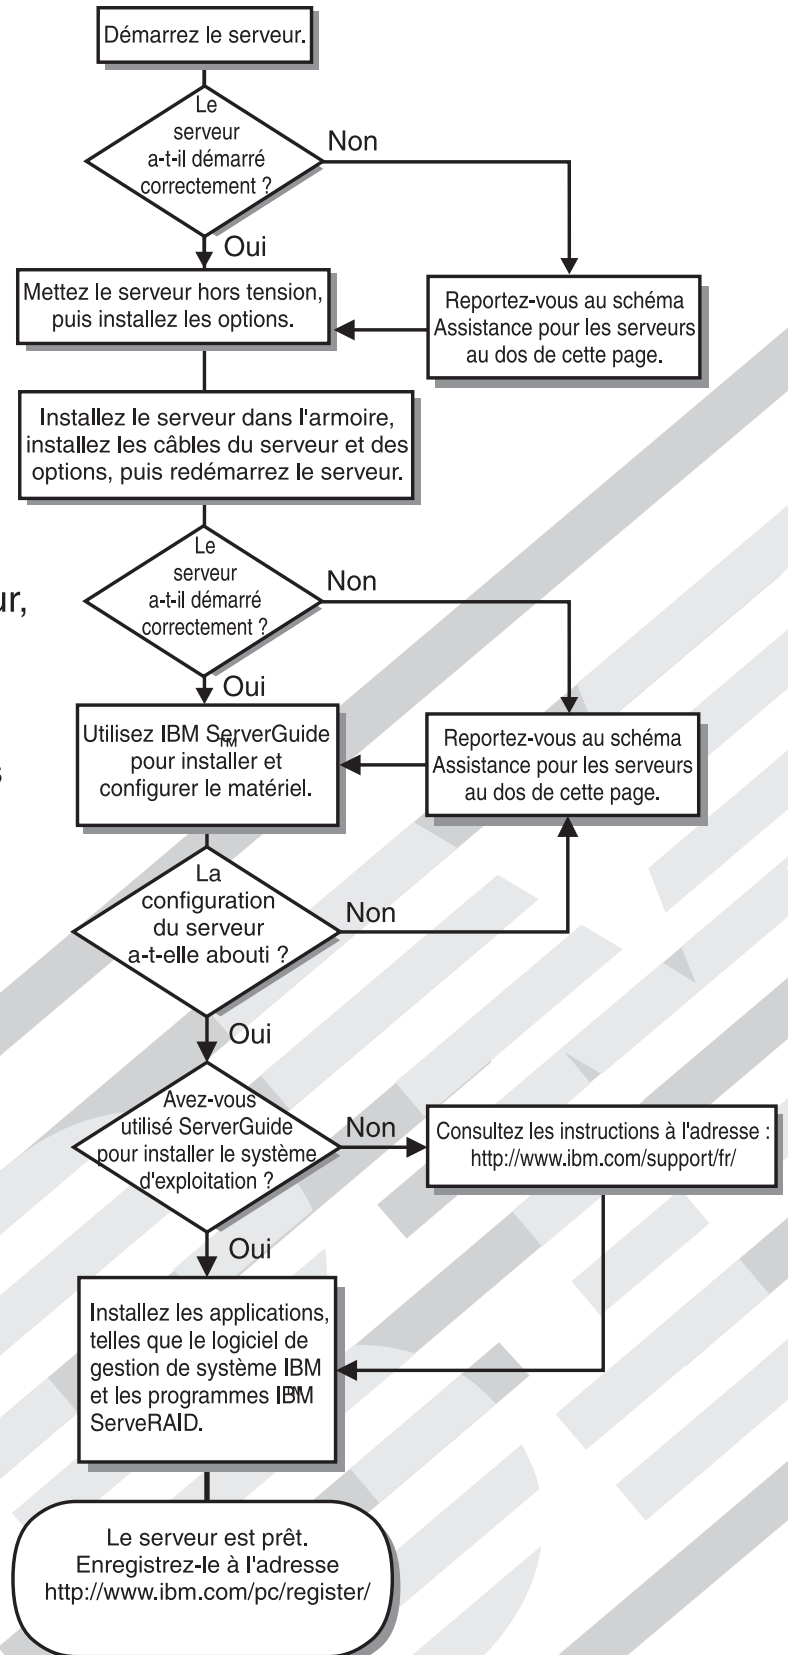 Démarrez le serveur.
Le
serveur
a-t-il démarré
correctement ?
Non
Oui
Mettez le serveur hors tension,
puis installez les options.
Reportez-vous au schéma
Assistance pour les serveurs
au dos de cette page.
Installez le serveur dans l'armoire,
installez les câbles du serveur et des
options, puis redémarrez le serveur.
Le
serveur
a-t-il démarré
correctement ?
Non
ur,
Oui
Utilisez IBM ServerGuide
TM
pour installer et
configurer le matériel.
Reportez-vous au schéma
Assistance pour les serveurs
au dos de cette page.
s
La
configuration
du serveur
a-t-elle abouti ?
Non
Oui
Avez-vous
utilisé ServerGuide
pour installer le système
d'exploitation ?
Non
Consultez les instructions à l'adresse :
http://www.ibm.com/support/fr/
Oui
Installez les applications,
telles que le logiciel de
gestion de système IBM
et les programmes IBM
TM
ServeRAID.
Le serveur est prêt.
Enregistrez-le à l'adresse
http://www.ibm.com/pc/register/